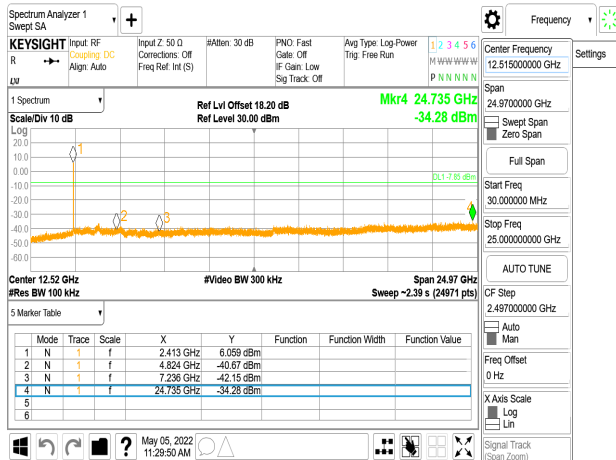 Spectrum Analyzer 1
Swept SA
Frequency
KEYSIGHT
R
Input: RF
Coupling: DC
Align: Auto
Input Z: 50 Ω
Corrections: Off
Freq Ref: Int (S)
#Atten: 30 dB
PNO: Fast
Gate: Off
IF Gain: Low
Sig Track: Off
Avg Type: Log-Power
Trig: Free Run
1 2 3 4 5 6
M W W W W W
P N N N N N
Center Frequency
12.515000000 GHz
Settings
Span
24.9700000 GHz
Swept Span
Zero Span
Full Span
Start Freq
30.000000 MHz
Stop Freq
25.000000000 GHz
AUTO TUNE
CF Step
2.497000000 GHz
Auto
Man
Freq Offset
0 Hz
X Axis Scale
Log
Lin
Signal Track
(Span Zoom)
1 Spectrum
Scale/Div 10 dB
Ref Lvl Offset 18.20 dB
Ref Level 30.00 dBm
Mkr4 24.735 GHz
-34.28 dBm
Log
20.0
10.0
0.00
-10.0
-20.0
-30.0
-40.0
-50.0
-60.0
1
2
3
4
DL1 -7.85 dBm
Center 12.52 GHz
#Res BW 100 kHz
#Video BW 300 kHz
Span 24.97 GHz
Sweep ~2.39 s (24971 pts)
5 Marker Table
Mode Trace Scale X Y Function Function Width Function Value
1 N 1 f 2.413 GHz 6.059 dBm
2 N 1 f 4.824 GHz -40.67 dBm
3 N 1 f 7.236 GHz -42.15 dBm
4 N 1 f 24.735 GHz -34.28 dBm
5
6
?
May 05, 2022
11:29:50 AM